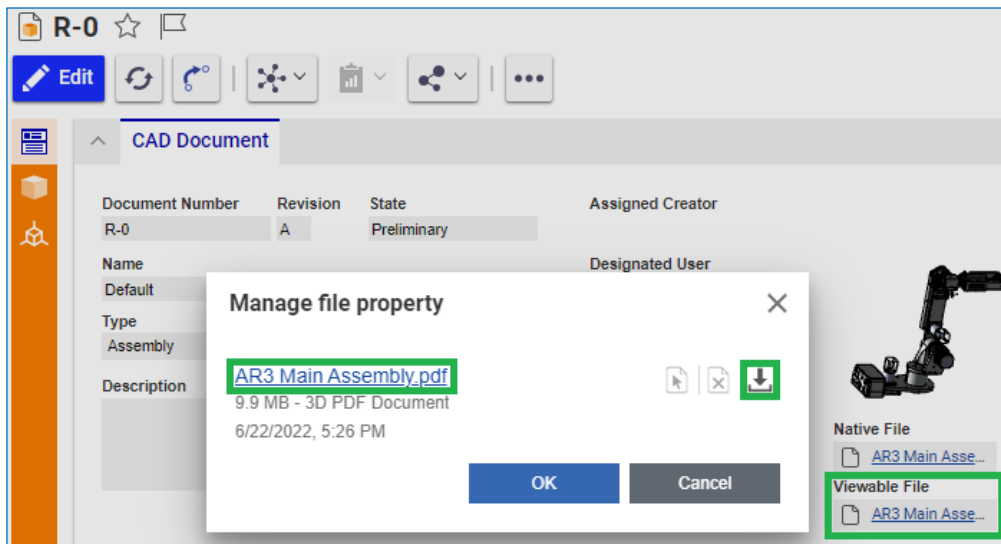 R-0
Edit
CAD Document
Document Number Revision State Assigned Creator
R-0 A Preliminary
Name Designated User
Default
Type
Assembly
Description
Manage file property
AR3 Main Assembly.pdf
9.9 MB - 3D PDF Document
6/22/2022, 5:26 PM
OK Cancel
Native File
AR3 Main Asse...
Viewable File
AR3 Main Asse...